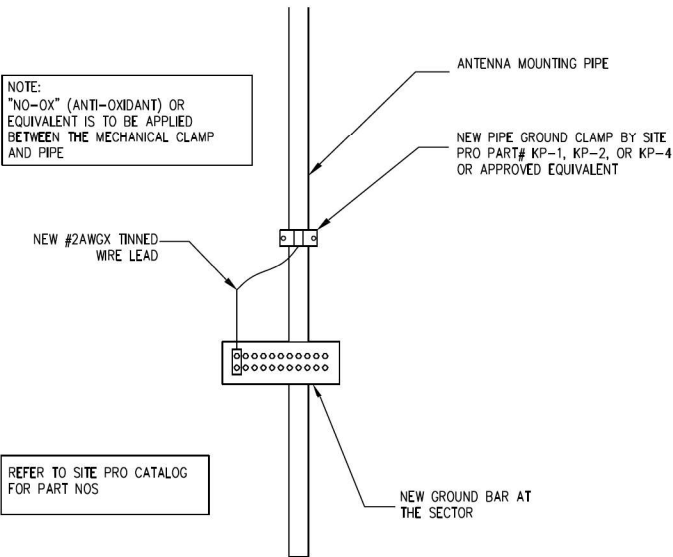 ANTENNA MOUNTING PIPE
NOTE:
"NO-OX" (ANTI-OXIDANT) OR
EQUIVALENT IS TO BE APPLIED
BETWEEN THE MECHANICAL CLAMP
AND PIPE
NEW PIPE GROUND CLAMP BY SITE
PRO PART# KP-1, KP-2, OR KP-4
OR APPROVED EQUIVALENT
NEW #2AWGX TINNED
WIRE LEAD
REFER TO SITE PRO CATALOG
FOR PART NOS
NEW GROUND BAR AT
THE SECTOR